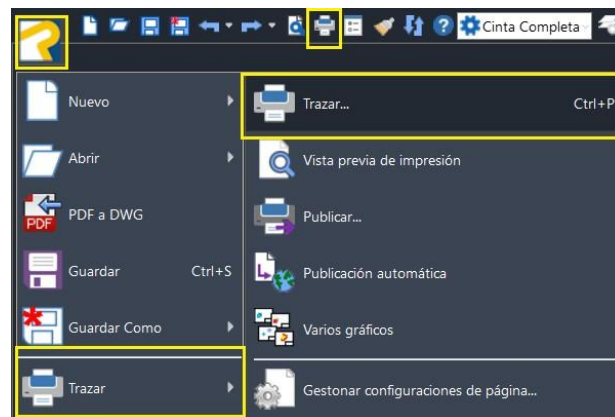 Cinta Completa
Nuevo
Trazar...
Ctrl+P
Abrir
Vista previa de impresión
PDF
PDF a DWG
Publicar...
Guardar
Ctrl+S
Publicación automática
Guardar Como
Varios gráficos
Trazar
Gestonar configuraciones de página...